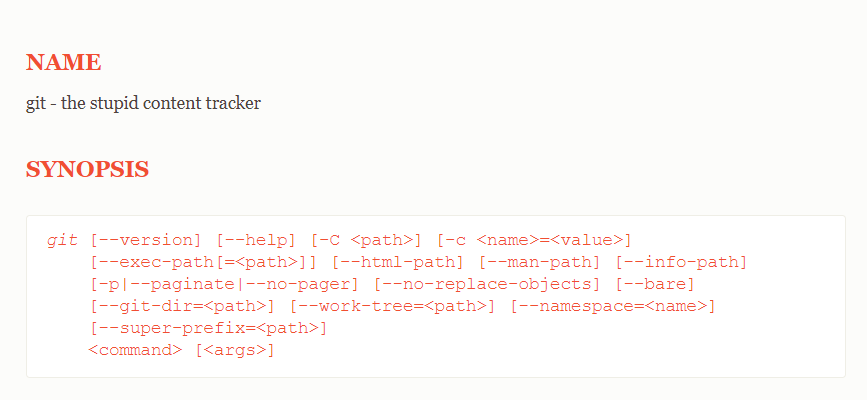 NAME
git - the stupid content tracker
SYNOPSIS
git [--version] [--help] [-C <path>] [-c <name>=<value>]
[--exec-path[=<path>]] [--html-path] [--man-path] [--info-path]
[-p|--paginate|--no-pager] [--no-replace-objects] [--bare]
[--git-dir=<path>] [--work-tree=<path>] [--namespace=<name>]
[--super-prefix=<path>]
<command> [<args>]